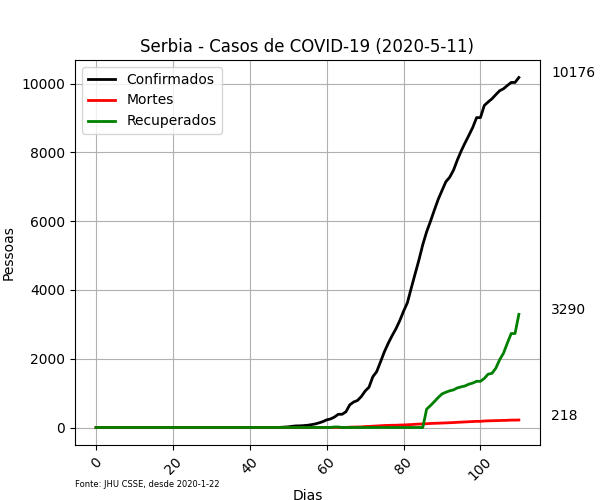 Serbia - Casos de COVID-19 (2020-5-11)
Confirmados
Mortes
Recuperados
10176
3290
218
Pessoas
10000
8000
6000
4000
2000
0
0
20
40
60
80
100
Dias
Fonte: JHU CSSE, desde 2020-1-22